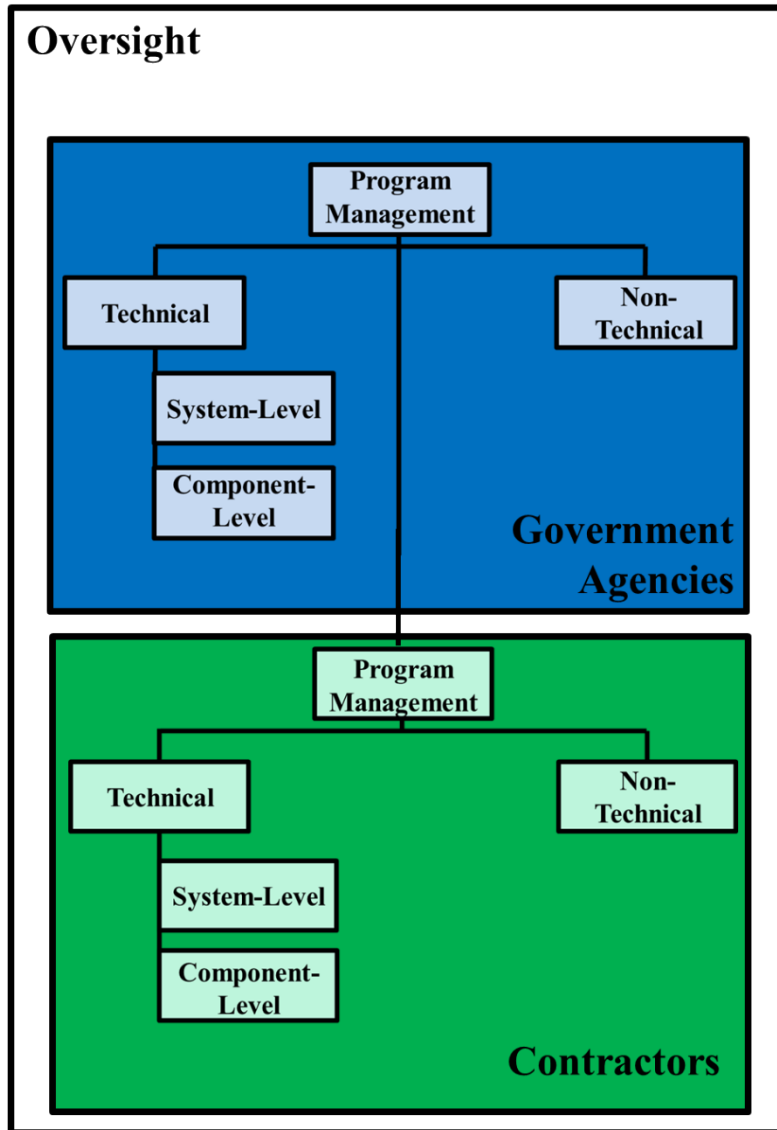 Oversight
Program
Management
Technical
Non-
Technical
System-Level
Component-
Level
Government
Agencies
Program
Management
Technical
Non-
Technical
System-Level
Component-
Level
Contractors